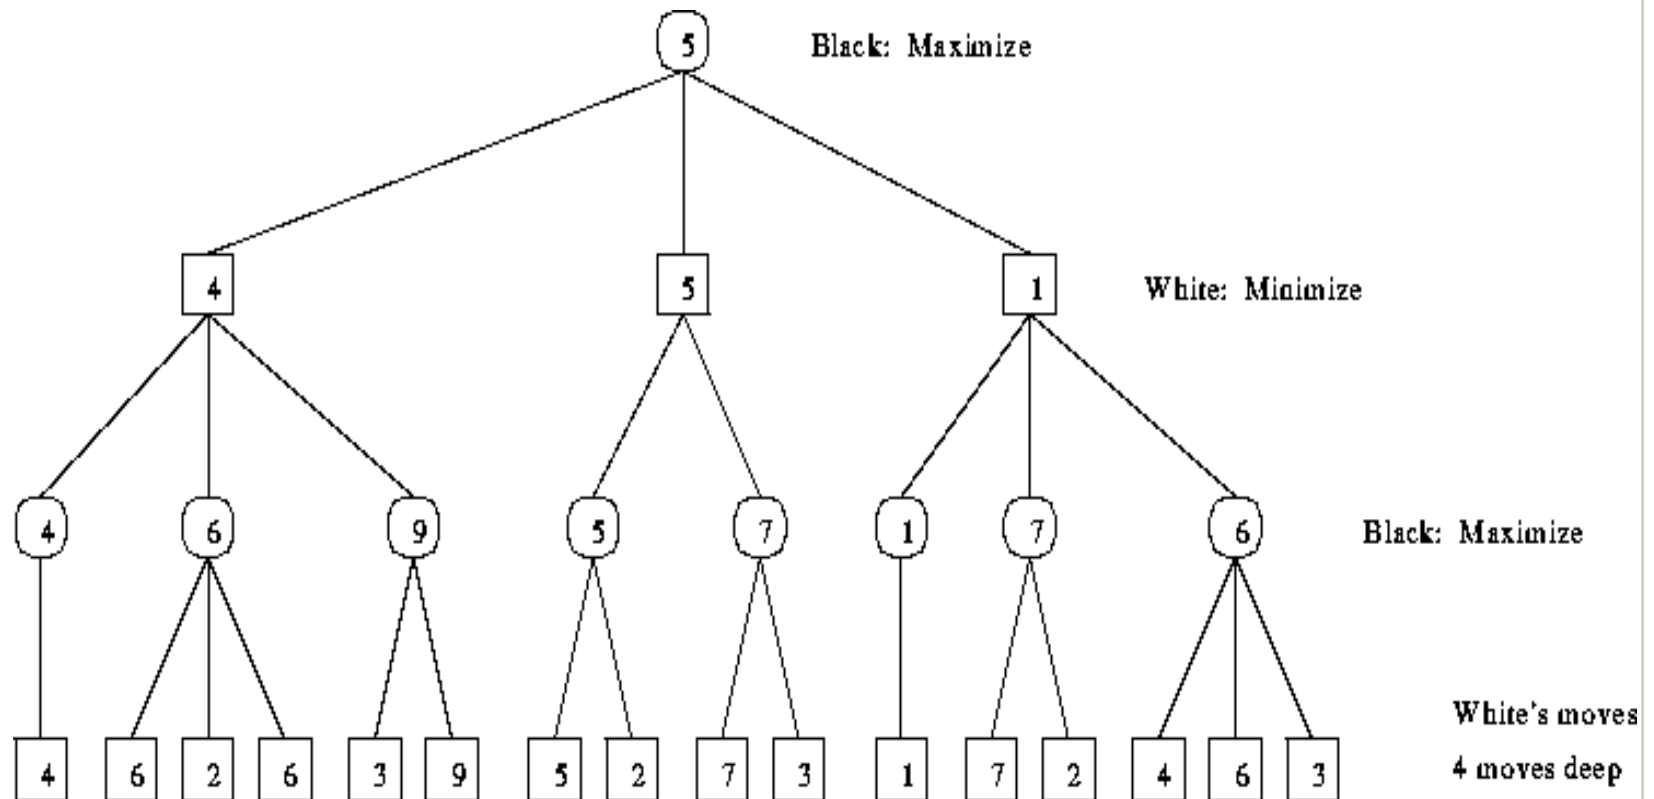 5 Black: Maximize
4 5 1 White: Minimize
4 6 9 5 7 1 7 6 Black: Maximize
White's moves
4 6 2 6 3 9 5 2 7 3 1 7 2 4 6 3 4 moves deep